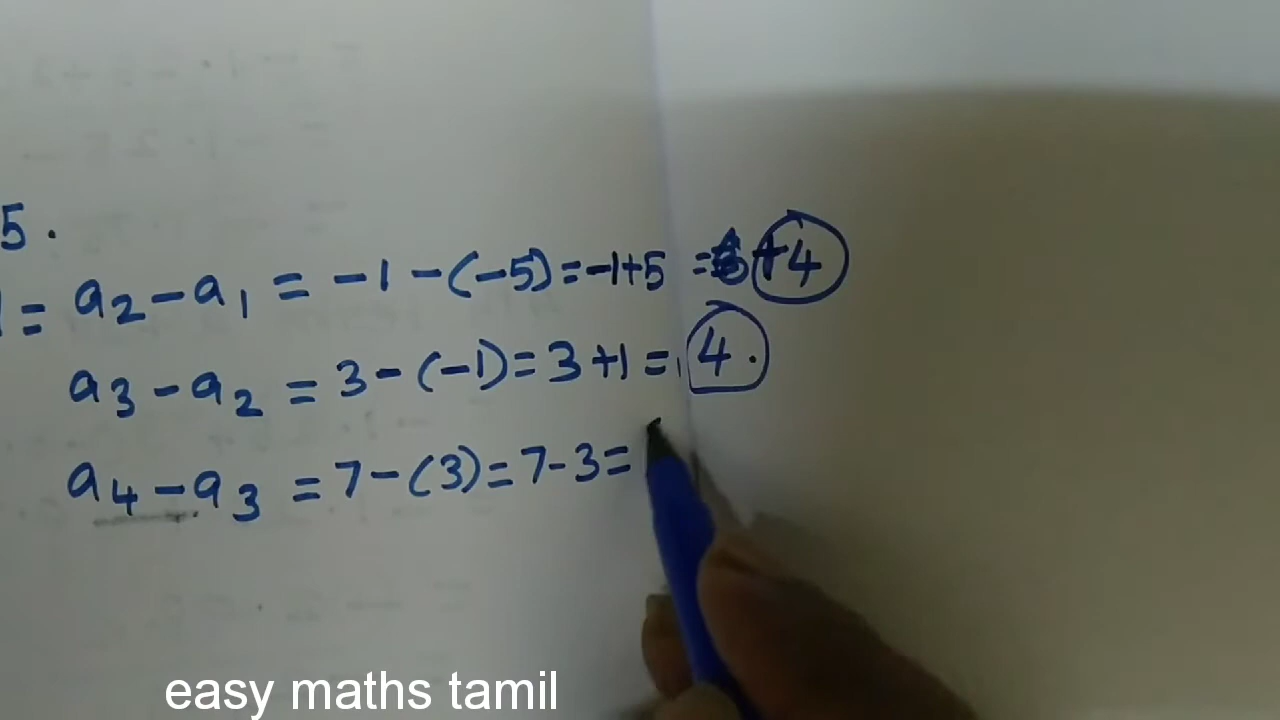 5.
= a₂ - a₁ = -1 - (-5) = -1+5 = +4
a₃ - a₂ = 3 - (-1) = 3+1 = 4.
a₄ - a₃ = 7 - (3) = 7-3 =
easy maths tamil